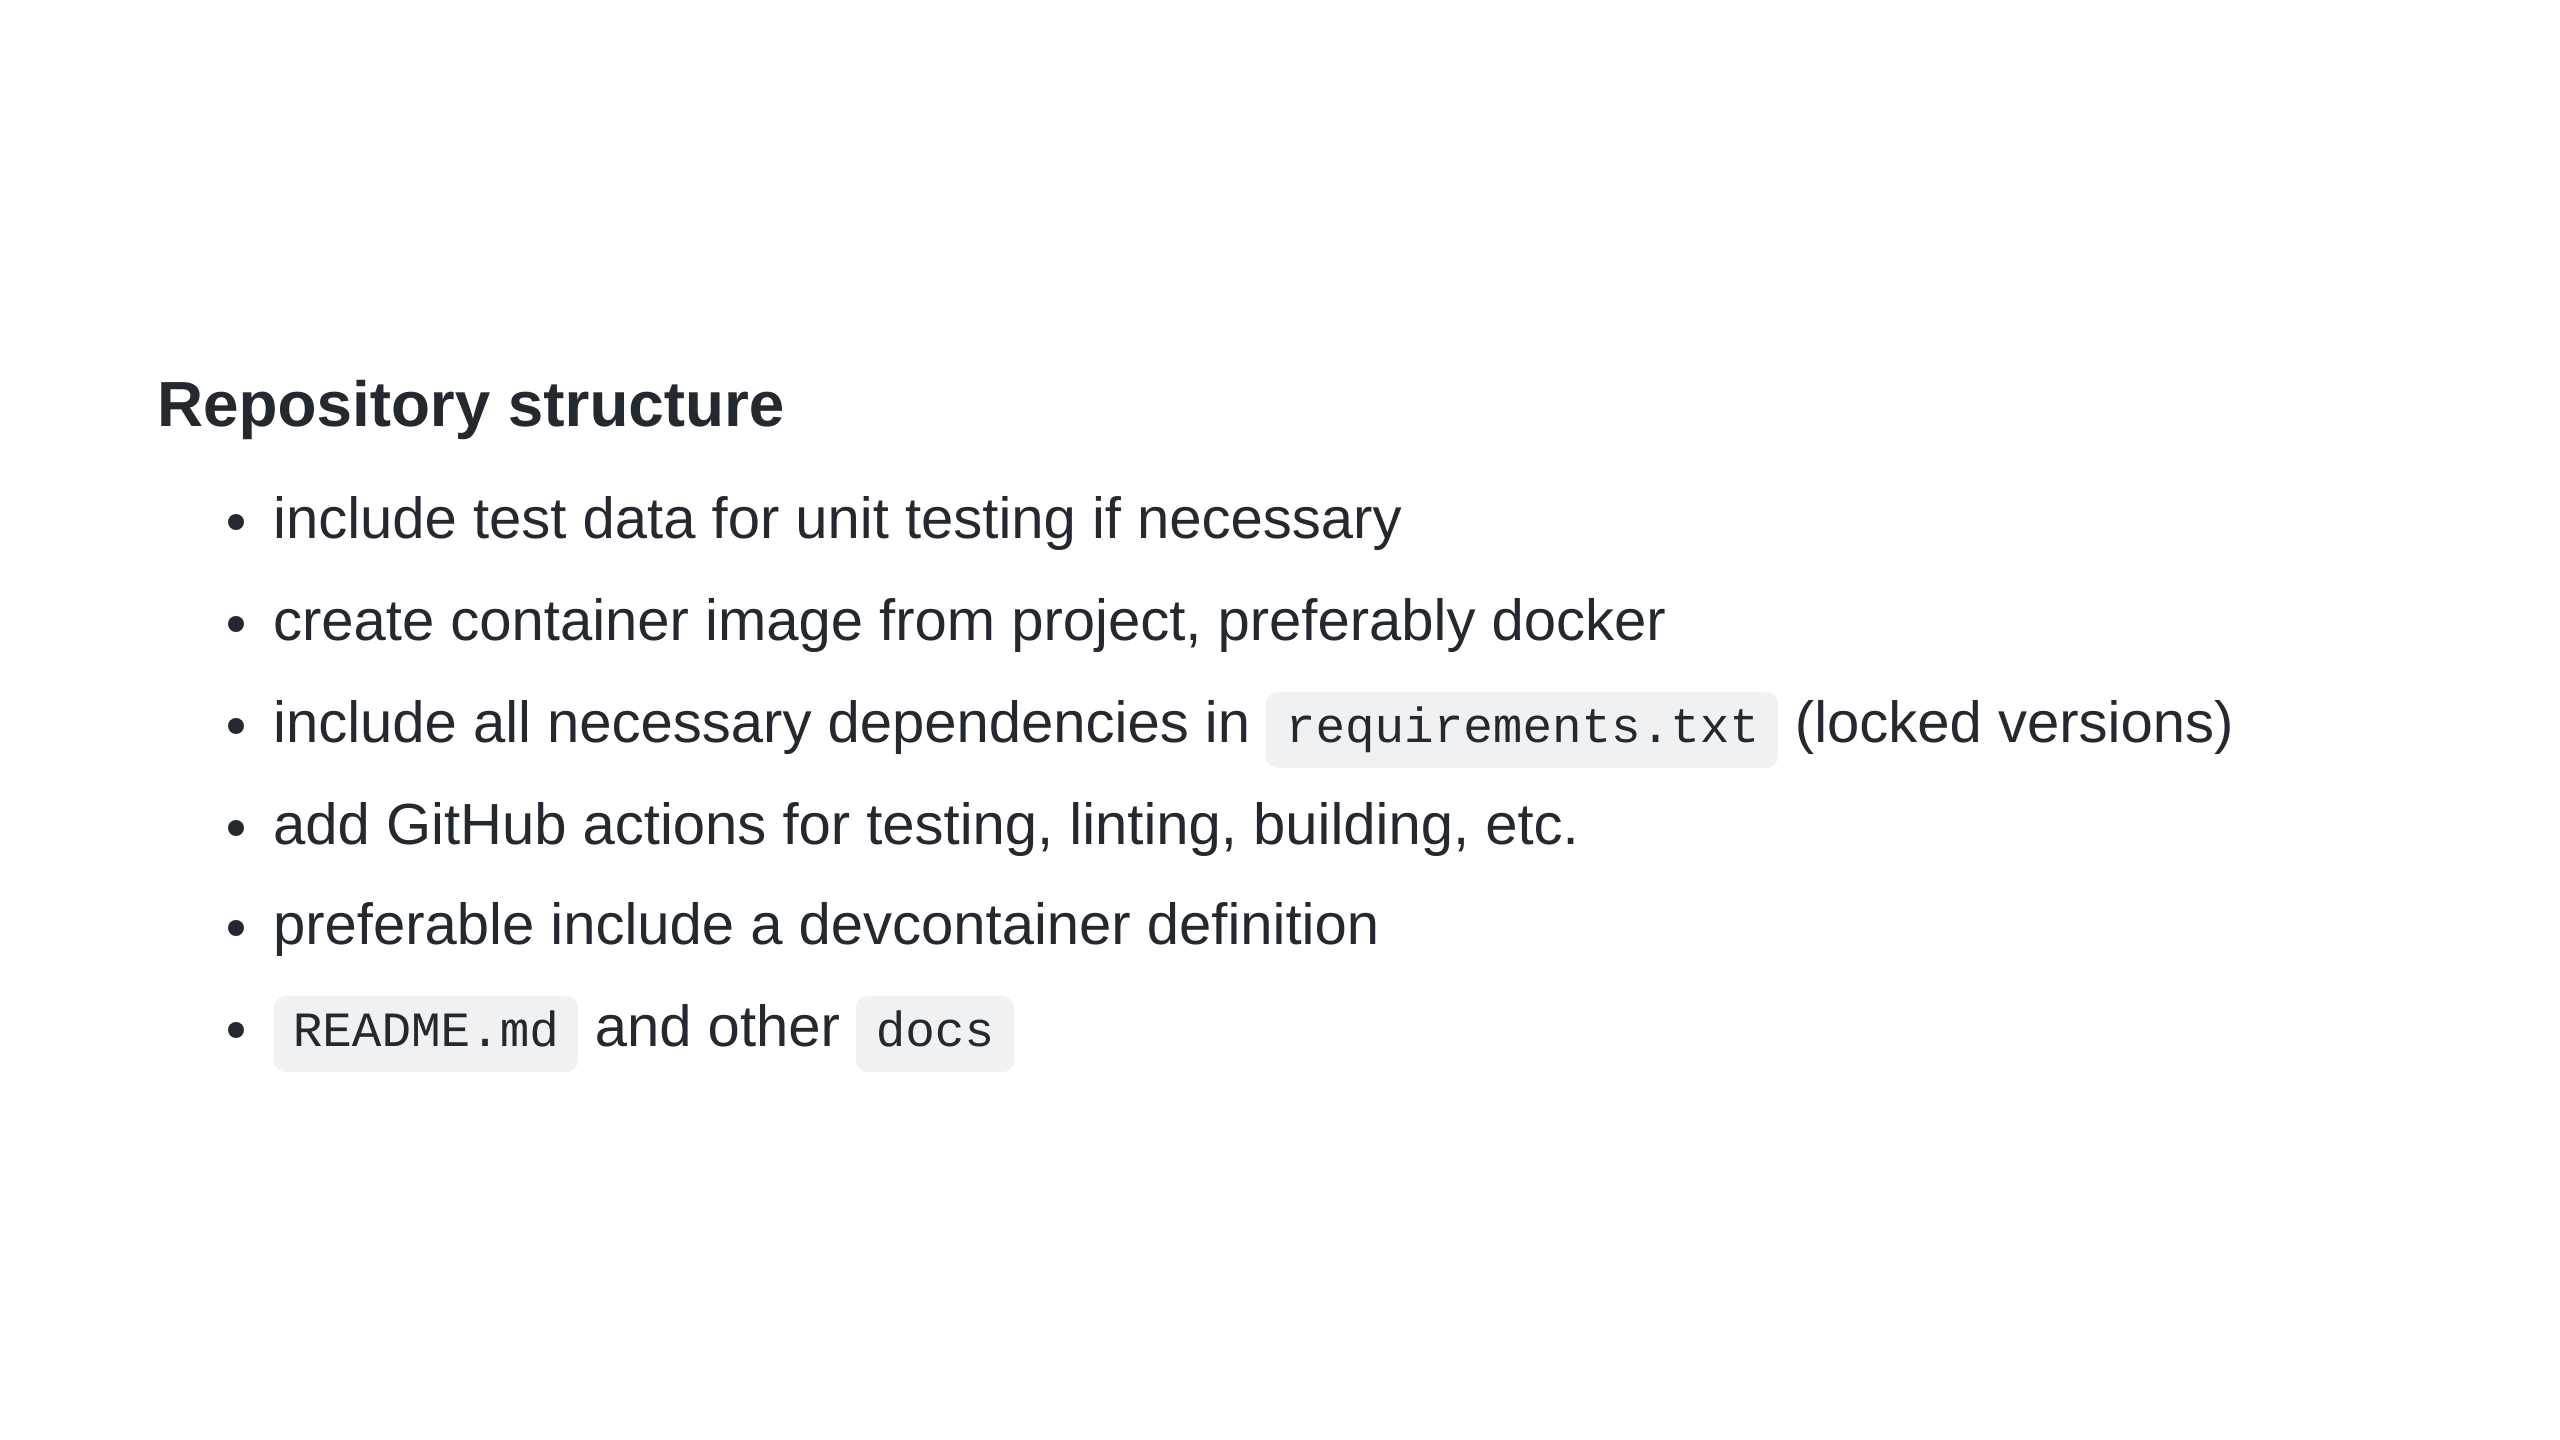 Repository structure
• include test data for unit testing if necessary
• create container image from project, preferably docker
• include all necessary dependencies in requirements.txt (locked versions)
• add GitHub actions for testing, linting, building, etc.
• preferable include a devcontainer definition
• README.md and other docs